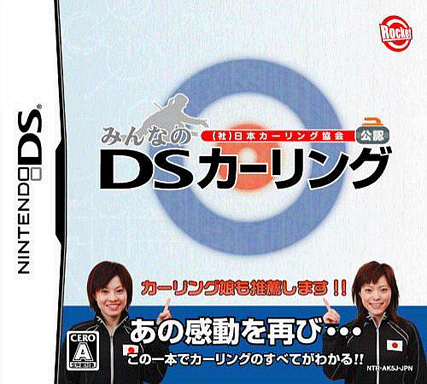 NINTENDO DS
Rocket
みんなの
(社)日本カーリング協会
公認
DSカーリング
カーリング娘も推薦します!!
あの感動を再び・・・
この一本でカーリングのすべてがわかる!!
CERO
A
NTR-AK5J-JPN